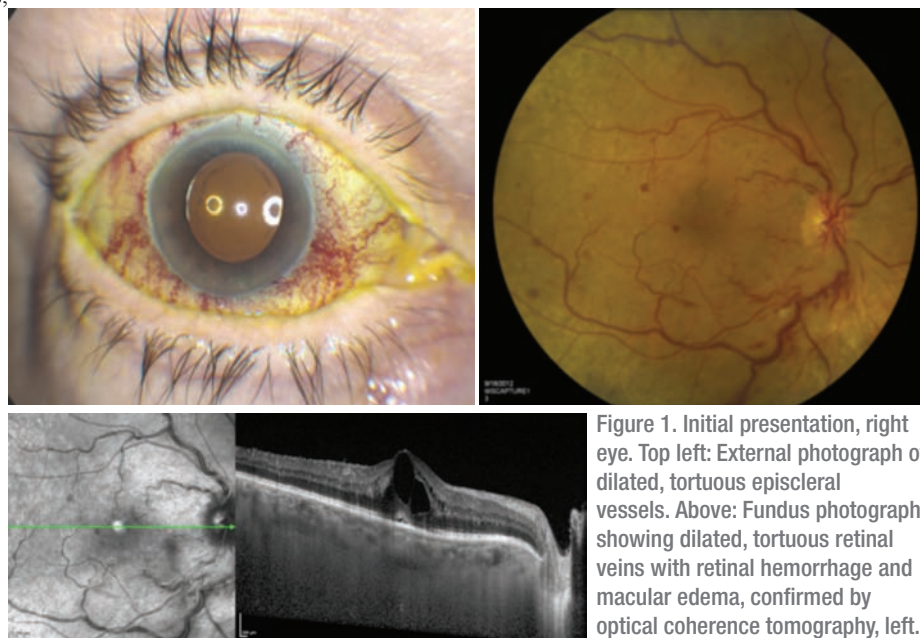 Figure 1. Initial presentation, right
eye. Top left: External photograph o
dilated, tortuous episcleral
vessels. Above: Fundus photograph
showing dilated, tortuous retinal
veins with retinal hemorrhage and
macular edema, confirmed by
optical coherence tomography, left.